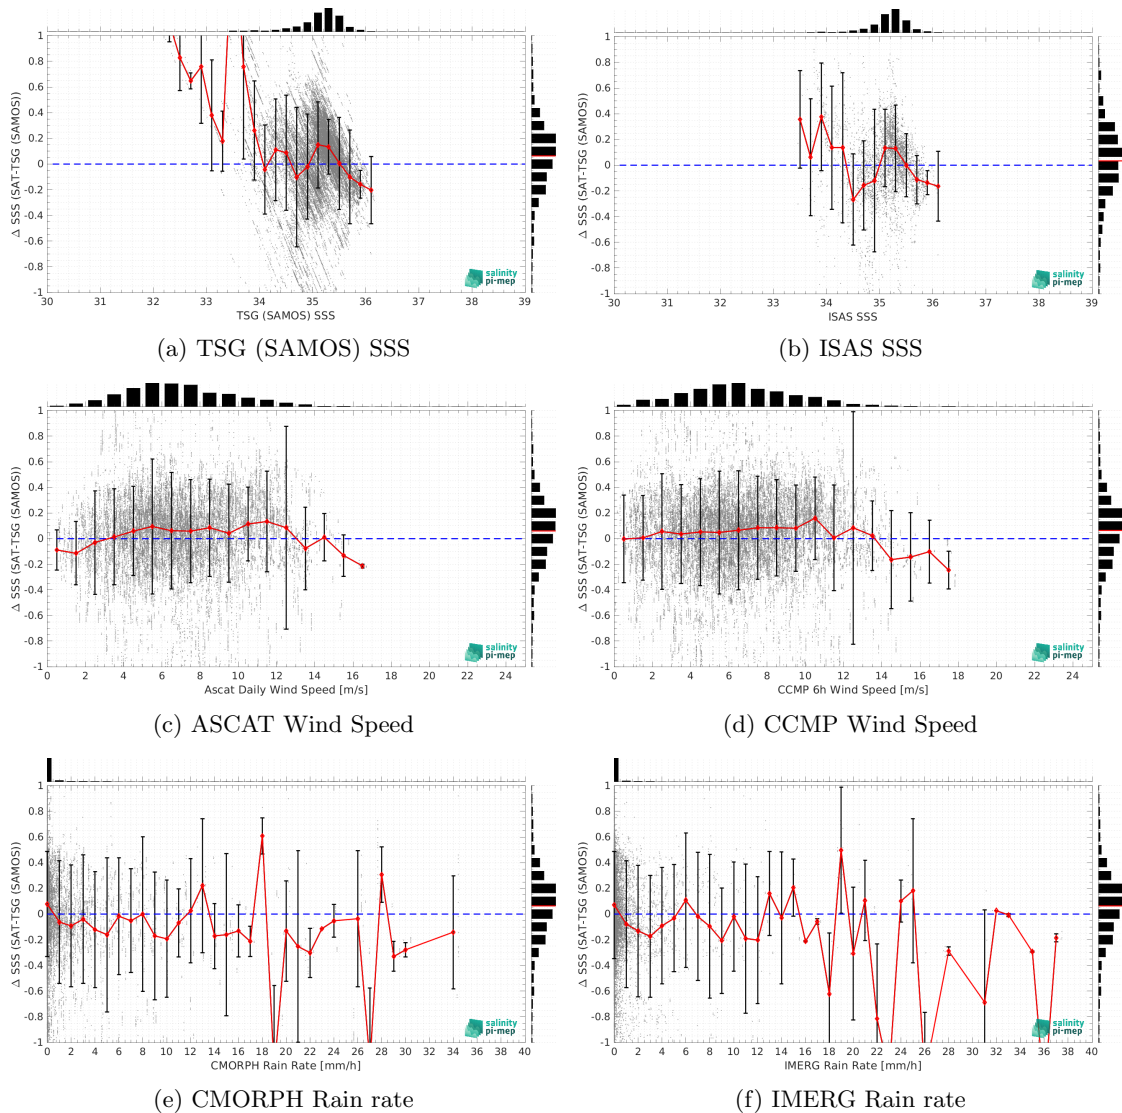 1
0.8
0.6
0.4
0.2
0
-0.2
-0.4
-0.6
-0.8
-1
Δ SSS (SAT-TSG (SAMOS))
30 31 32 33 34 35 36 37 38 39
TSG (SAMOS) SSS
salinity
pi-mep
(a) TSG (SAMOS) SSS
1
0.8
0.6
0.4
0.2
0
-0.2
-0.4
-0.6
-0.8
-1
Δ SSS (SAT-TSG (SAMOS))
30 31 32 33 34 35 36 37 38 39
ISAS SSS
salinity
pi-mep
(b) ISAS SSS
1
0.8
0.6
0.4
0.2
0
-0.2
-0.4
-0.6
-0.8
-1
Δ SSS (SAT-TSG (SAMOS))
0 2 4 6 8 10 12 14 16 18 20 22 24
Ascat Daily Wind Speed [m/s]
salinity
pi-mep
(c) ASCAT Wind Speed
1
0.8
0.6
0.4
0.2
0
-0.2
-0.4
-0.6
-0.8
-1
Δ SSS (SAT-TSG (SAMOS))
0 2 4 6 8 10 12 14 16 18 20 22 24
CCMP 6h Wind Speed [m/s]
salinity
pi-mep
(d) CCMP Wind Speed
1
0.8
0.6
0.4
0.2
0
-0.2
-0.4
-0.6
-0.8
-1
Δ SSS (SAT-TSG (SAMOS))
0 2 4 6 8 10 12 14 16 18 20 22 24 26 28 30 32 34 36 38 40
CMORPH Rain Rate [mm/h]
salinity
pi-mep
(e) CMORPH Rain rate
1
0.8
0.6
0.4
0.2
0
-0.2
-0.4
-0.6
-0.8
-1
Δ SSS (SAT-TSG (SAMOS))
0 2 4 6 8 10 12 14 16 18 20 22 24 26 28 30 32 34 36 38 40
IMERG Rain Rate [mm/h]
salinity
pi-mep
(f) IMERG Rain rate